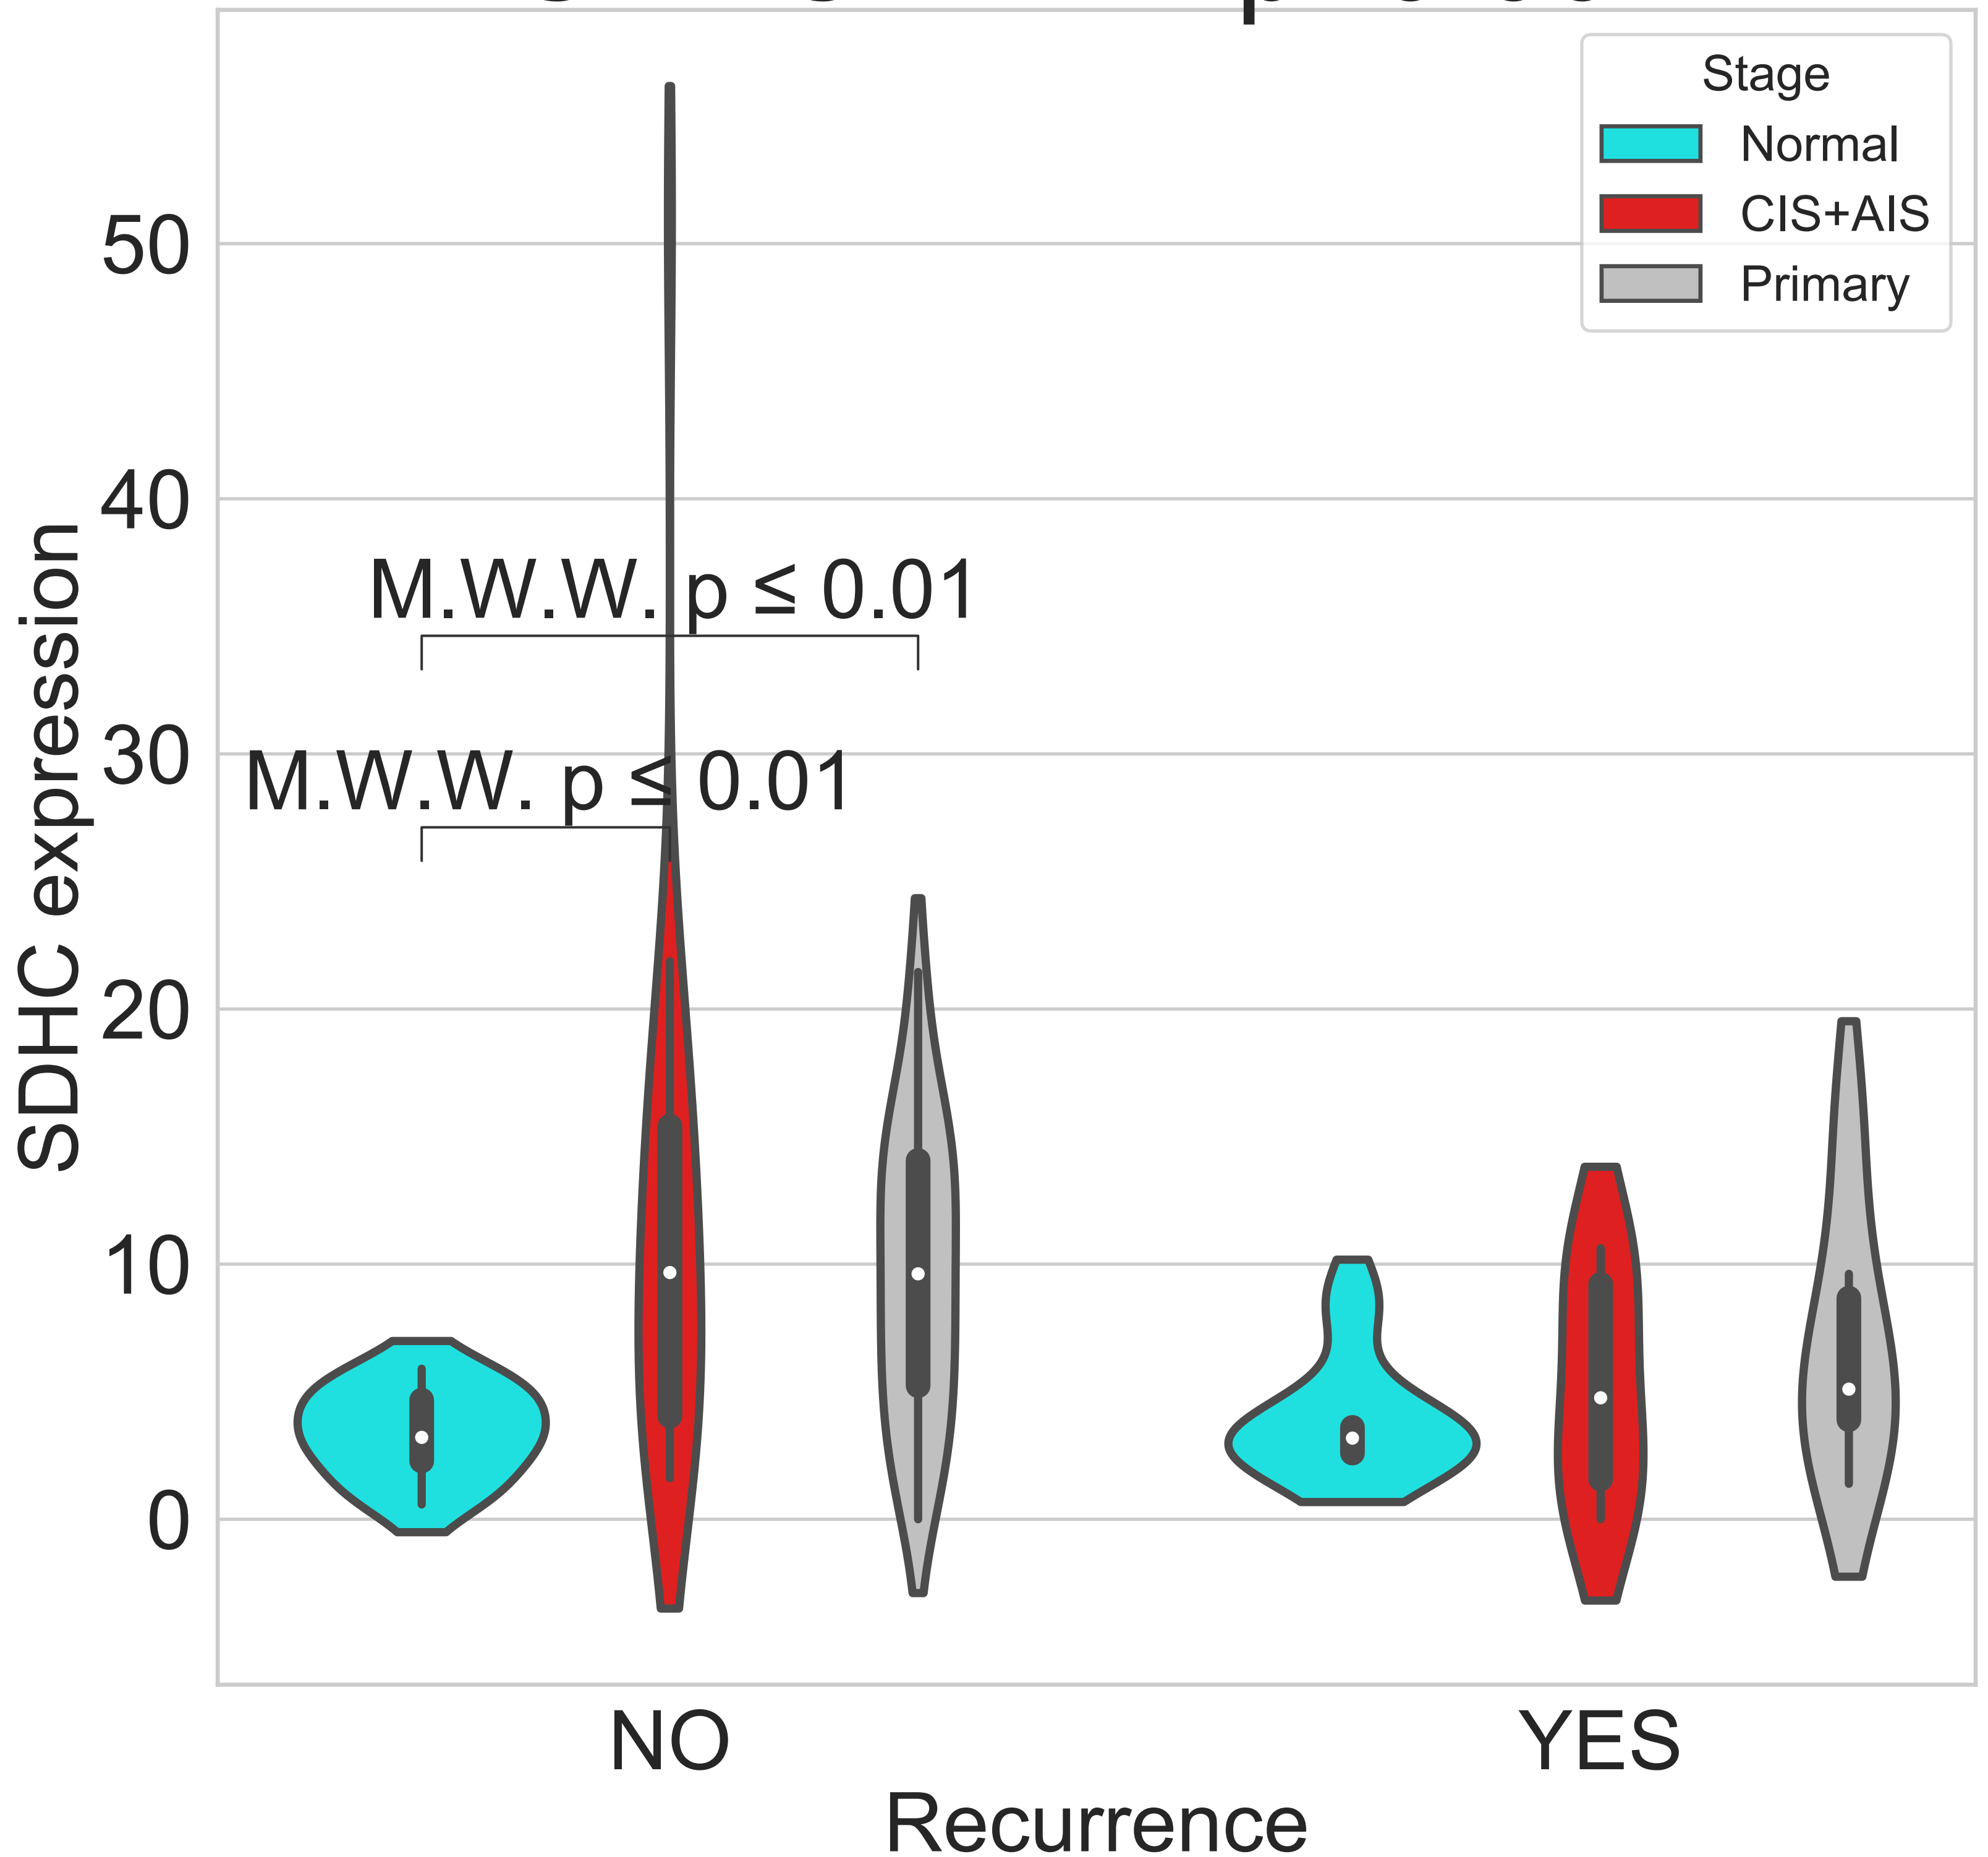 Stage
Normal
CIS+AIS
Primary
50
40
30
20
10
0
SDHC expression
M.W.W. p ≤ 0.01
M.W.W. p ≤ 0.01
NO
YES
Recurrence